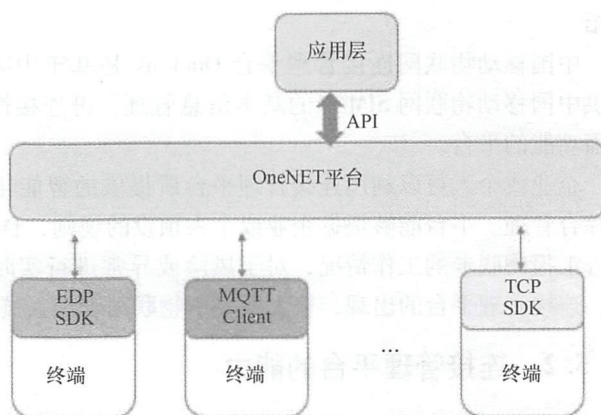 应用层
API
OneNET平台
EDP
SDK
终端
MQTT
Client
终端
...
TCP
SDK
终端